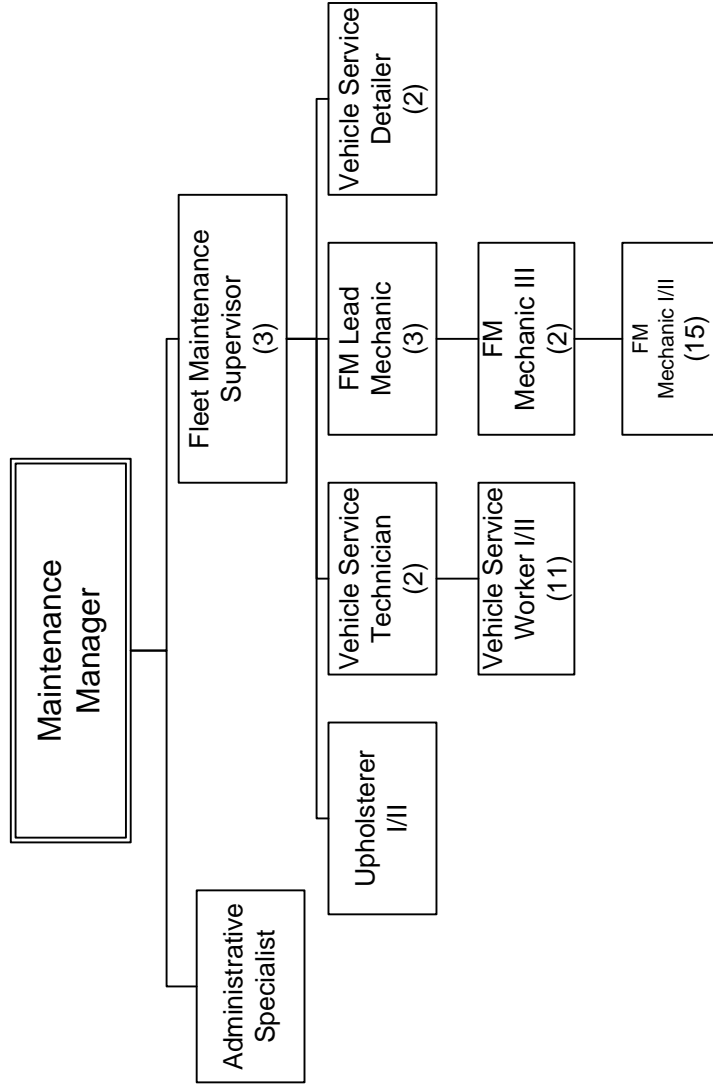 Maintenance
Manager
Administrative
Specialist
Fleet Maintenance
Supervisor
(3)
Upholsterer
I/II
Vehicle Service
Technician
(2)
FM Lead
Mechanic
(3)
Vehicle Service
Detailer
(2)
Vehicle Service
Worker I/II
(11)
FM
Mechanic III
(2)
FM
Mechanic I/II
(15)